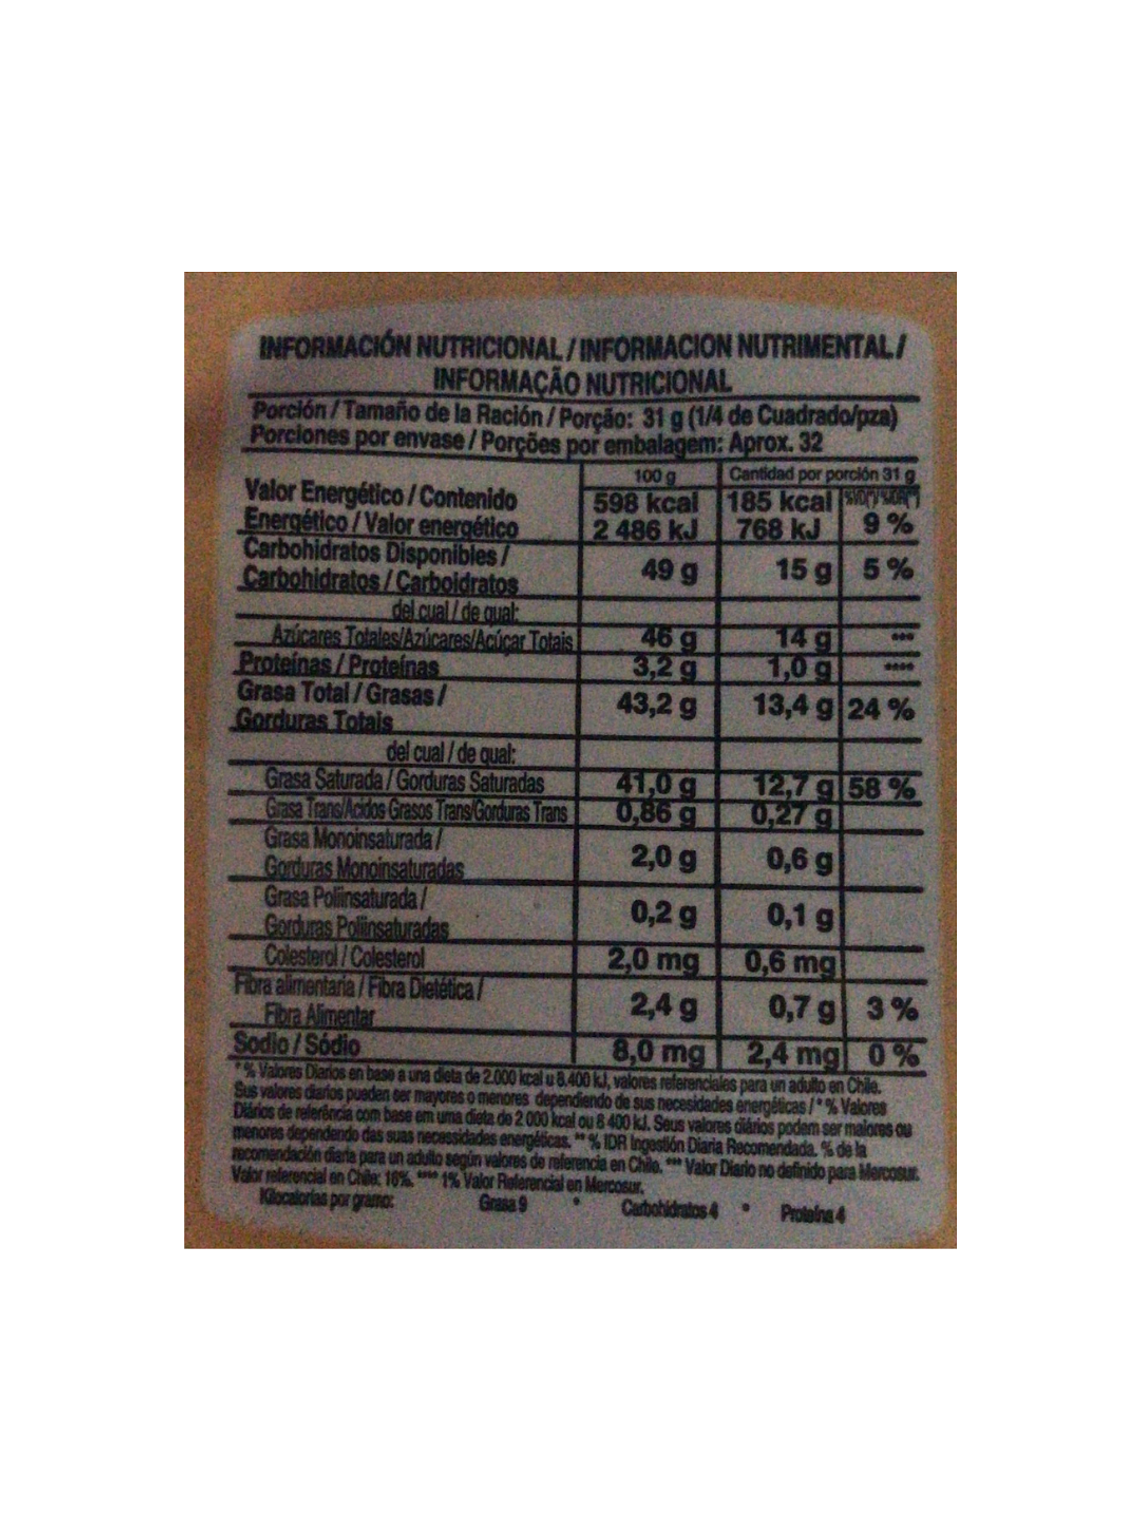 INFORMACIÓN NUTRICIONAL / INFORMACION NUTRIMENTAL /
INFORMAÇÃO NUTRICIONAL
Porción / Tamaño de la Ración / Porção: 31 g (1/4 de Cuadrado/pza)
Porciones por envase / Porções por embalagem: Aprox. 32
100 g Cantidad por porción 31 g
Valor Energético / Contenido 598 kcal 185 kcal %VD(*)/
Energético / Valor energético 2 486 kJ 768 kJ 9 %
Carbohidratos Disponibles /
Carbohidratos / Carboidratos 49 g 15 g 5 %
del cual / de qual:
Azúcares Totales/Azúcares/Acúçar Totais 46 g 14 g ***
Proteínas / Proteínas 3,2 g 1,0 g ****
Grasa Total / Grasas /
Gorduras Totais 43,2 g 13,4 g 24 %
del cual / de qual:
Grasa Saturada / Gorduras Saturadas 41,0 g 12,7 g 58 %
Grasa Trans/Acidos Grasos Trans/Gorduras Trans 0,86 g 0,27 g
Grasa Monoinsaturada /
Gorduras Monoinsaturadas 2,0 g 0,6 g
Grasa Poliinsaturada /
Gorduras Poliinsaturadas 0,2 g 0,1 g
Colesterol / Colesterol 2,0 mg 0,6 mg
Fibra alimentaria / Fibra Dietética /
Fibra Alimentar 2,4 g 0,7 g 3 %
Sodio / Sódio 8,0 mg 2,4 mg 0 %
* % Valores Diarios en base a una dieta de 2.000 kcal u 8.400 kJ, valores referenciales para un adulto en Chile.
Sus valores diarios pueden ser mayores o menores dependiendo de sus necesidades energéticas / * % Valores
Diários de referência com base em uma dieta de 2 000 kcal ou 8 400 kJ. Seus valores diários podem ser maiores ou
menores dependendo das suas necessidades energéticas. ** % IDR Ingestión Diaria Recomendada. % de la
recomendación diaria para un adulto según valores de referencia en Chile. *** Valor Diario no definido para Mercosur.
Valor referencial en Chile: 16%. **** 1% Valor Referencial en Mercosur.
Kilocalorías por gramo: Grasa 9 • Carbohidratos 4 • Proteína 4